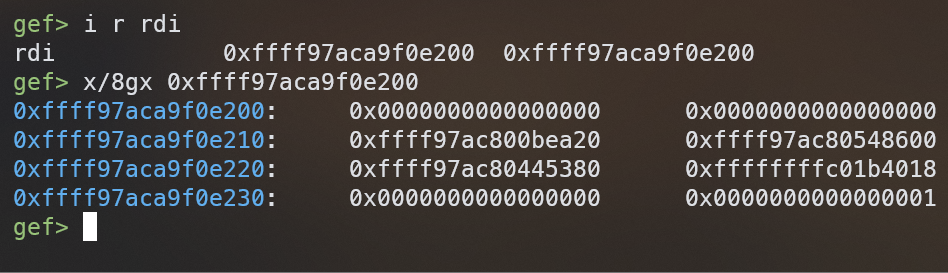 gef> i r rdi
rdi 0xffff97aca9f0e200 0xffff97aca9f0e200
gef> x/8gx 0xffff97aca9f0e200
0xffff97aca9f0e200: 0x0000000000000000 0x0000000000000000
0xffff97aca9f0e210: 0xffff97ac800bea20 0xffff97ac80548600
0xffff97aca9f0e220: 0xffff97ac80445380 0xffffffffc01b4018
0xffff97aca9f0e230: 0x0000000000000000 0x0000000000000001
gef>